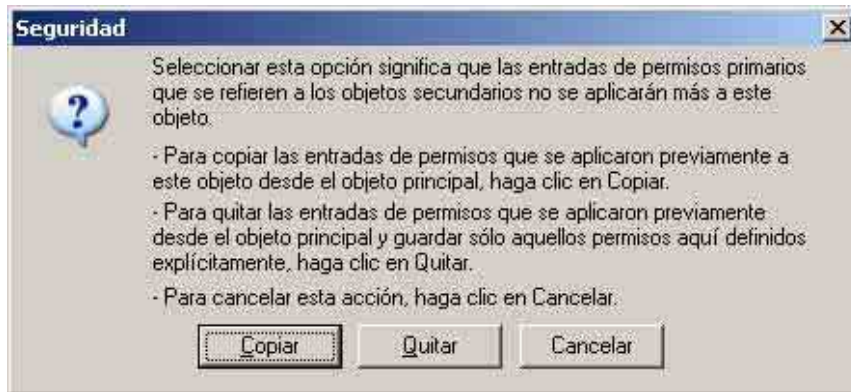 Seguridad
Seleccionar esta opción significa que las entradas de permisos primarios
que se refieren a los objetos secundarios no se aplicarán más a este
objeto.
- Para copiar las entradas de permisos que se aplicaron previamente a
este objeto desde el objeto principal, haga clic en Copiar.
- Para quitar las entradas de permisos que se aplicaron previamente
desde el objeto principal y guardar sólo aquellos permisos aquí definidos
explícitamente, haga clic en Quitar.
- Para cancelar esta acción, haga clic en Cancelar.
Copiar Quitar Cancelar